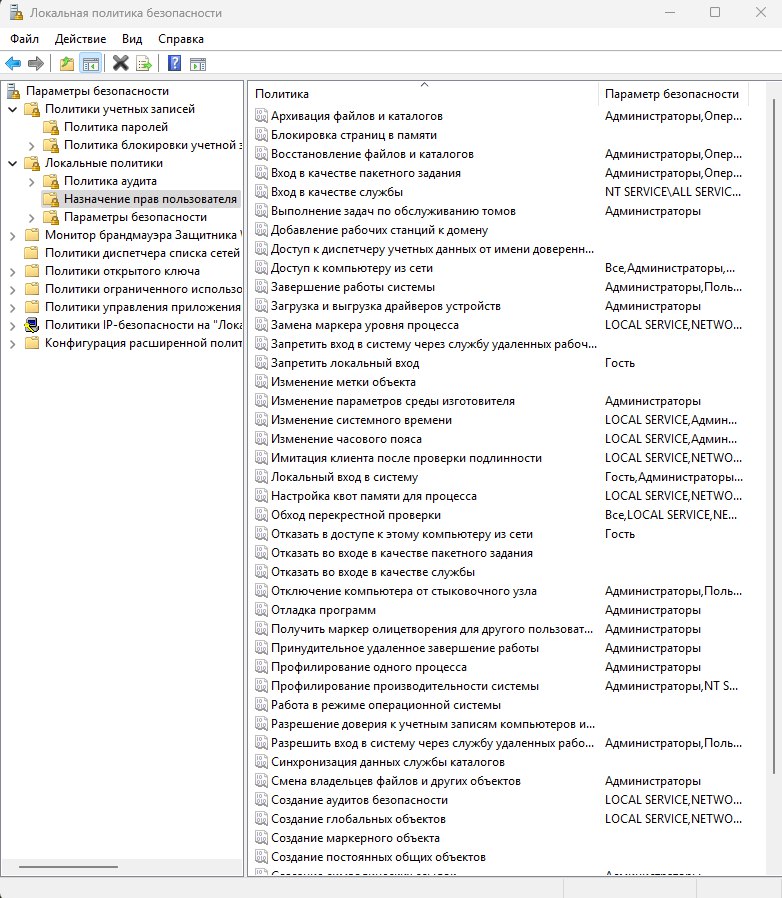 Локальная политика безопасности
Файл Действие Вид Справка
Параметры безопасности
Политики учетных записей
Политика паролей
Политика блокировки учетной з
Локальные политики
Политика аудита
Назначение прав пользователя
Параметры безопасности
Монитор брандмауэра Защитника
Политики диспетчера списка сетей
Политики открытого ключа
Политики ограниченного использо
Политики управления приложения
Политики IP-безопасности на "Лока
Конфигурация расширенной полит
Политика Параметр безопасности
Архивация файлов и каталогов Администраторы,Опер...
Блокировка страниц в памяти
Восстановление файлов и каталогов Администраторы,Опер...
Вход в качестве пакетного задания Администраторы,Опер...
Вход в качестве службы NT SERVICE\ALL SERVIC...
Выполнение задач по обслуживанию томов Администраторы
Добавление рабочих станций к домену
Доступ к диспетчеру учетных данных от имени доверенн...
Доступ к компьютеру из сети Все,Администраторы,...
Завершение работы системы Администраторы,Поль...
Загрузка и выгрузка драйверов устройств Администраторы
Замена маркера уровня процесса LOCAL SERVICE,NETWO...
Запретить вход в систему через службу удаленных рабоч...
Запретить локальный вход Гость
Изменение метки объекта
Изменение параметров среды изготовителя Администраторы
Изменение системного времени LOCAL SERVICE,Админ...
Изменение часового пояса LOCAL SERVICE,Админ...
Имитация клиента после проверки подлинности LOCAL SERVICE,NETWO...
Локальный вход в систему Гость,Администраторы...
Настройка квот памяти для процесса LOCAL SERVICE,NETWO...
Обход перекрестной проверки Все,LOCAL SERVICE,NE...
Отказать в доступе к этому компьютеру из сети Гость
Отказать во входе в качестве пакетного задания
Отказать во входе в качестве службы
Отключение компьютера от стыковочного узла Администраторы,Поль...
Отладка программ Администраторы
Получить маркер олицетворения для другого пользоват... Администраторы
Принудительное удаленное завершение работы Администраторы
Профилирование одного процесса Администраторы
Профилирование производительности системы Администраторы,NT S...
Работа в режиме операционной системы
Разрешение доверия к учетным записям компьютеров и...
Разрешить вход в систему через службу удаленных рабо... Администраторы,Поль...
Синхронизация данных службы каталогов
Смена владельцев файлов и других объектов Администраторы
Создание аудитов безопасности LOCAL SERVICE,NETWO...
Создание глобальных объектов LOCAL SERVICE,NETWO...
Создание маркерного объекта
Создание постоянных общих объектов